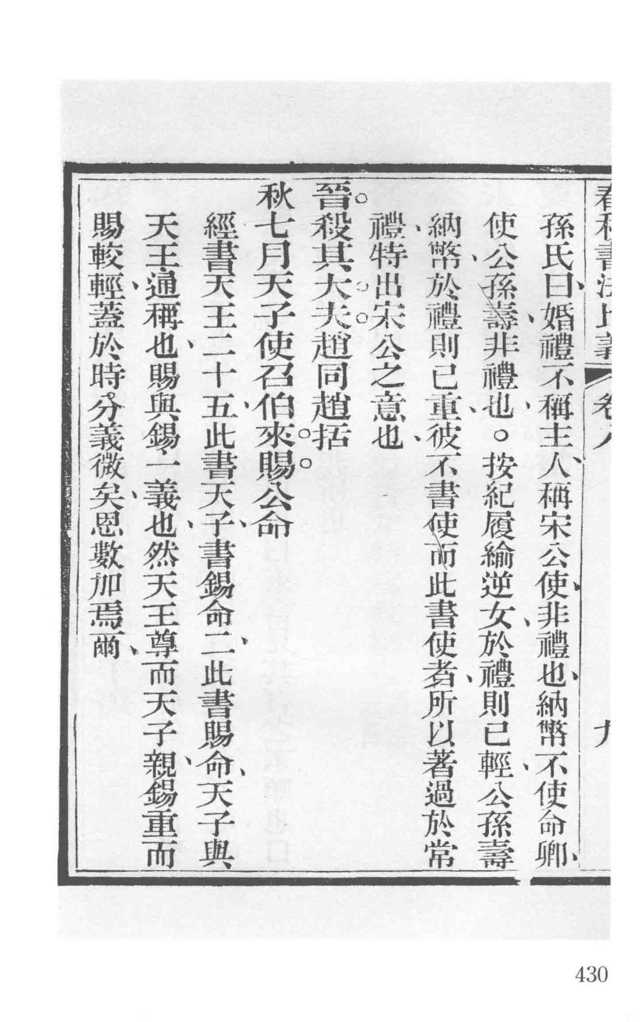 春秋書法比義 卷八 九
孫氏曰婚禮不稱主人稱宋公使非禮也納幣不使命卿
使公孫壽非禮也○按紀履緰逆女於禮則已輕公孫壽
納幣於禮則已重彼不書使而此書使者所以著過於常
禮特出宋公之意也
晉殺其大夫趙同趙括
秋七月天子使召伯來賜公命
經書天王二十五此書天子書錫命二此書賜命天子與
天王通稱也賜與錫一義也然天王尊而天子親錫重而
賜較輕蓋於時分義微矣恩數加焉爾
430